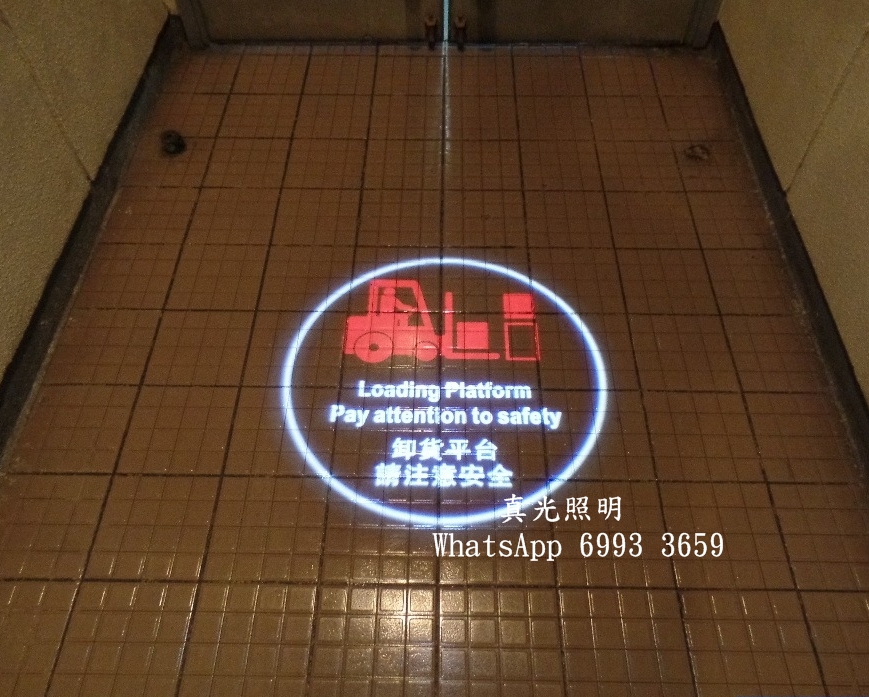 Loading Platform
Pay attention to safety
卸貨平台
請注意安全
真光照明
WhatsApp 6993 3659